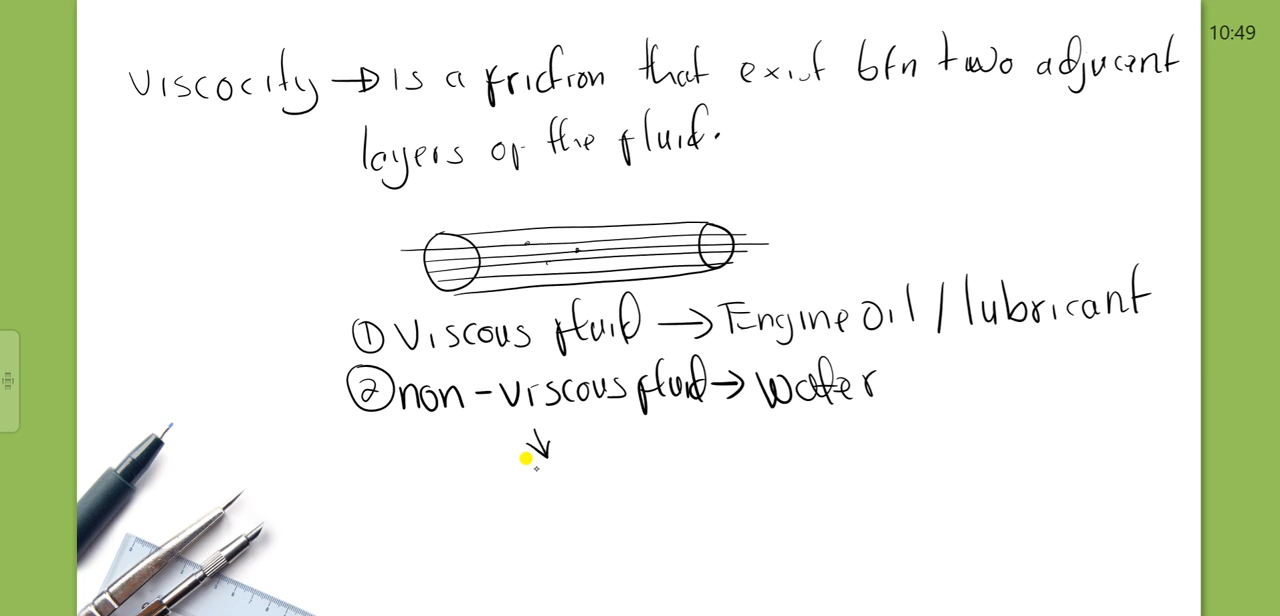 10:49
Viscocity → is a friction that exist btn two adjucent
layers of the fluid.
① Viscous fluid → Engine oil / lubricant
② non-viscous fluid → water
↓